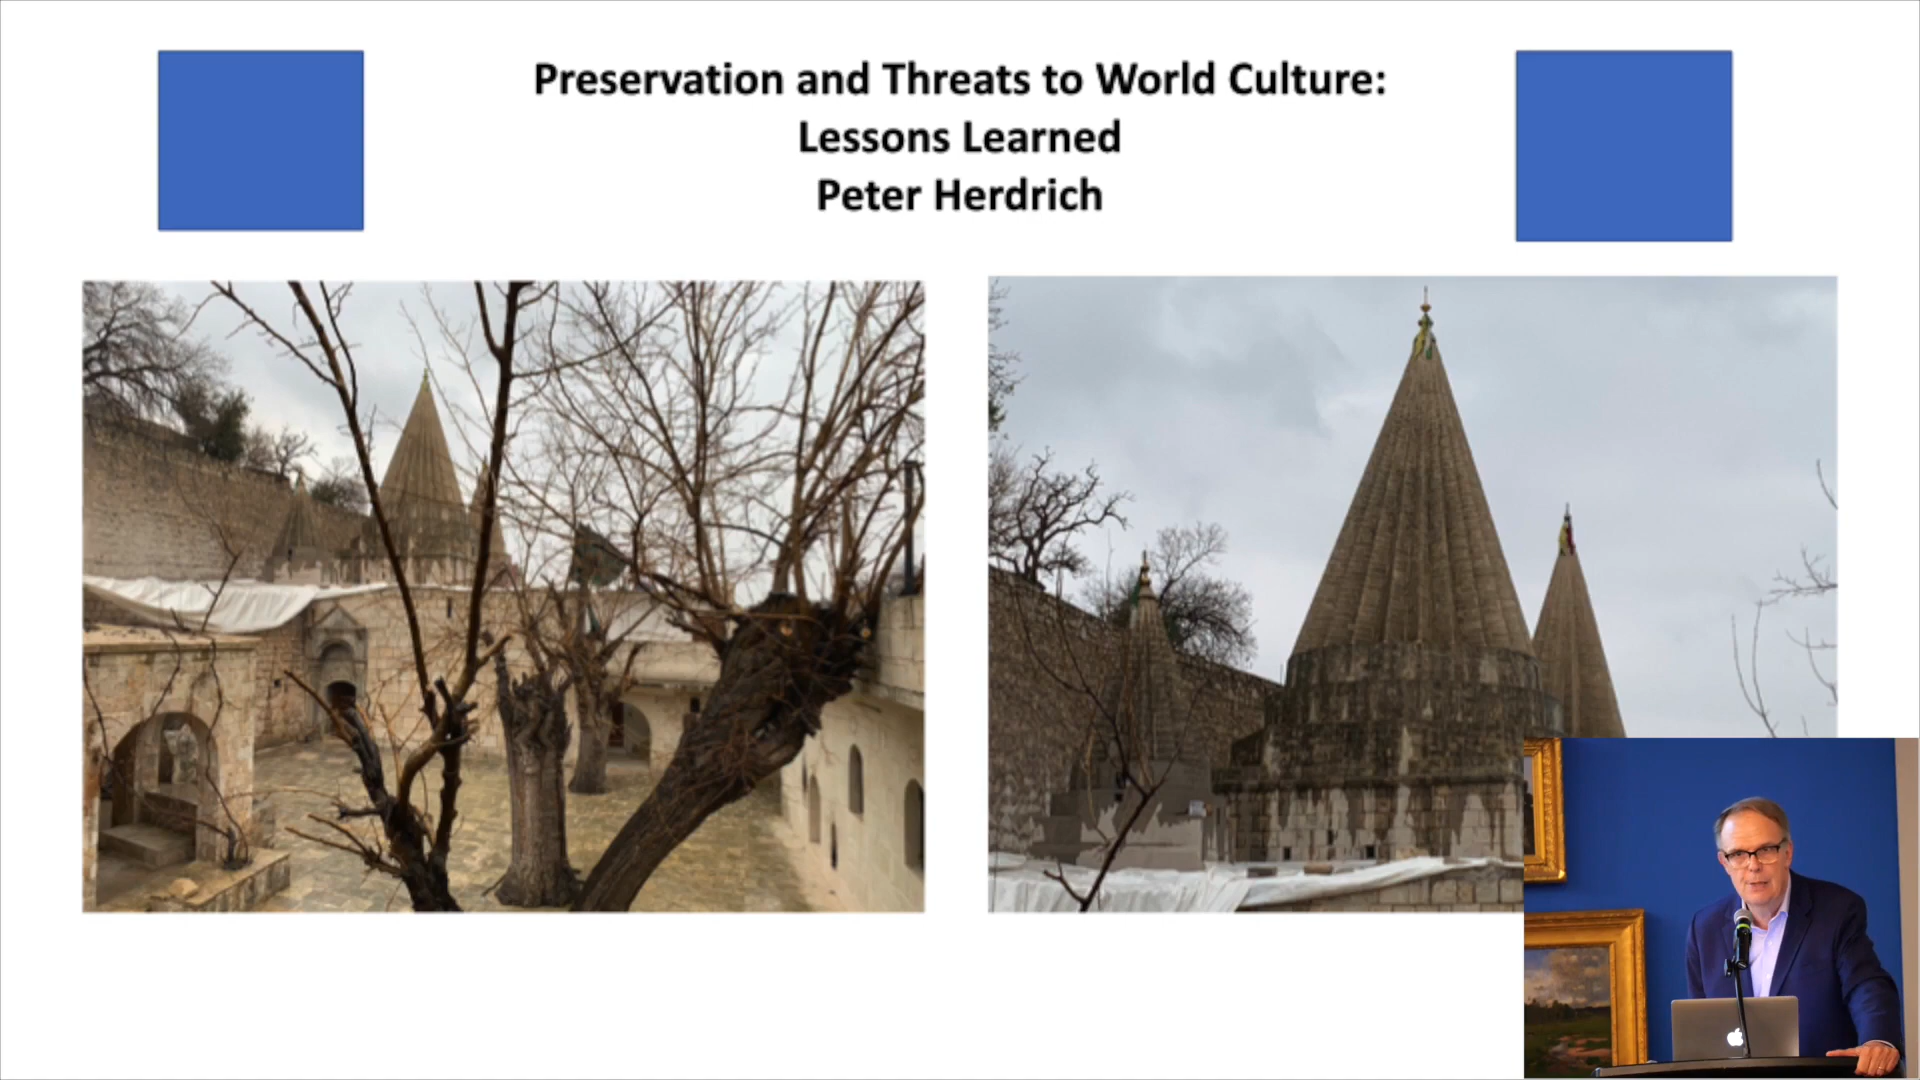 Preservation and Threats to World Culture:
Lessons Learned
Peter Herdrich